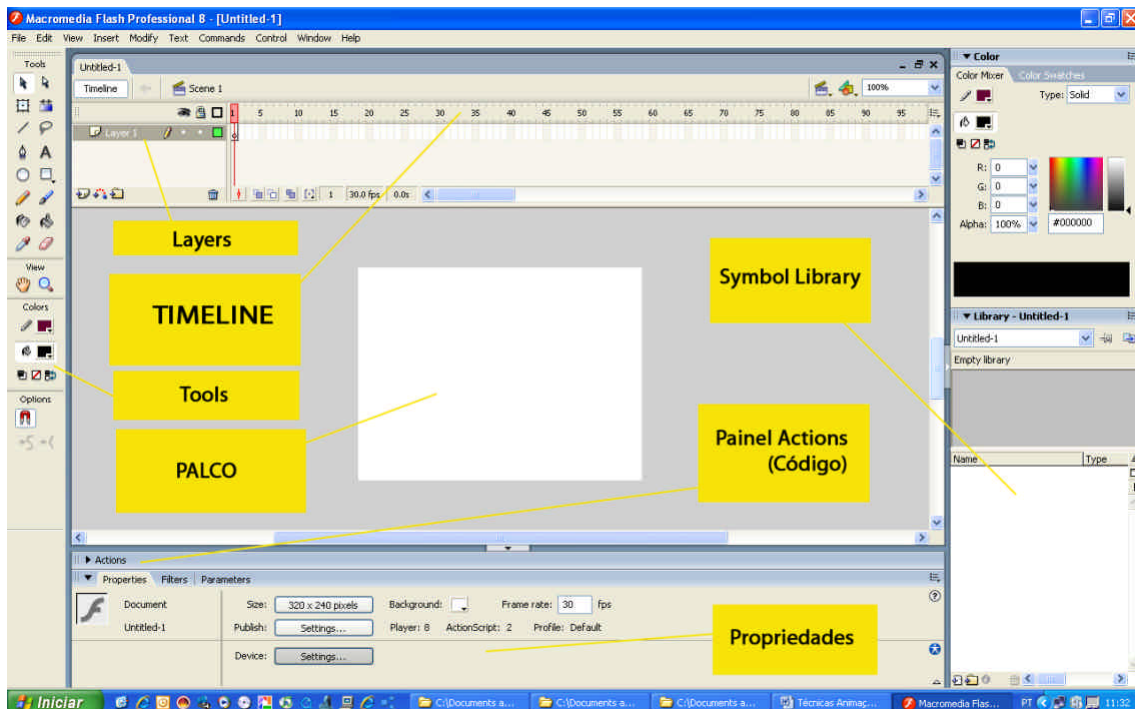 Macromedia Flash Professional 8 - [Untitled-1]
File Edit View Insert Modify Text Commands Control Window Help
Tools
View
Colors
Options
Untitled-1
Timeline
Scene 1
100%
1 5 10 15 20 25 30 35 40 45 50 55 60 65 70 75 80 85 90 95
Layer 1
1 30.0 fps 0.0s
Layers
TIMELINE
Tools
PALCO
Symbol Library
Painel Actions
(Código)
Propriedades
Actions
Properties Filters Parameters
Document
Untitled-1
Size: 320 x 240 pixels Background: Frame rate: 30 fps
Publish: Settings... Player: 8 ActionScript: 2 Profile: Default
Device: Settings...
Color
Color Mixer Color Swatches
Type: Solid
R: 0
G: 0
B: 0
Alpha: 100% #000000
Library - Untitled-1
Untitled-1
Empty library
Name Type
Iniciar
C:\Documents a...
C:\Documents a...
C:\Documents a...
Técnicas Animaç...
Macromedia Flas...
PT
11:32